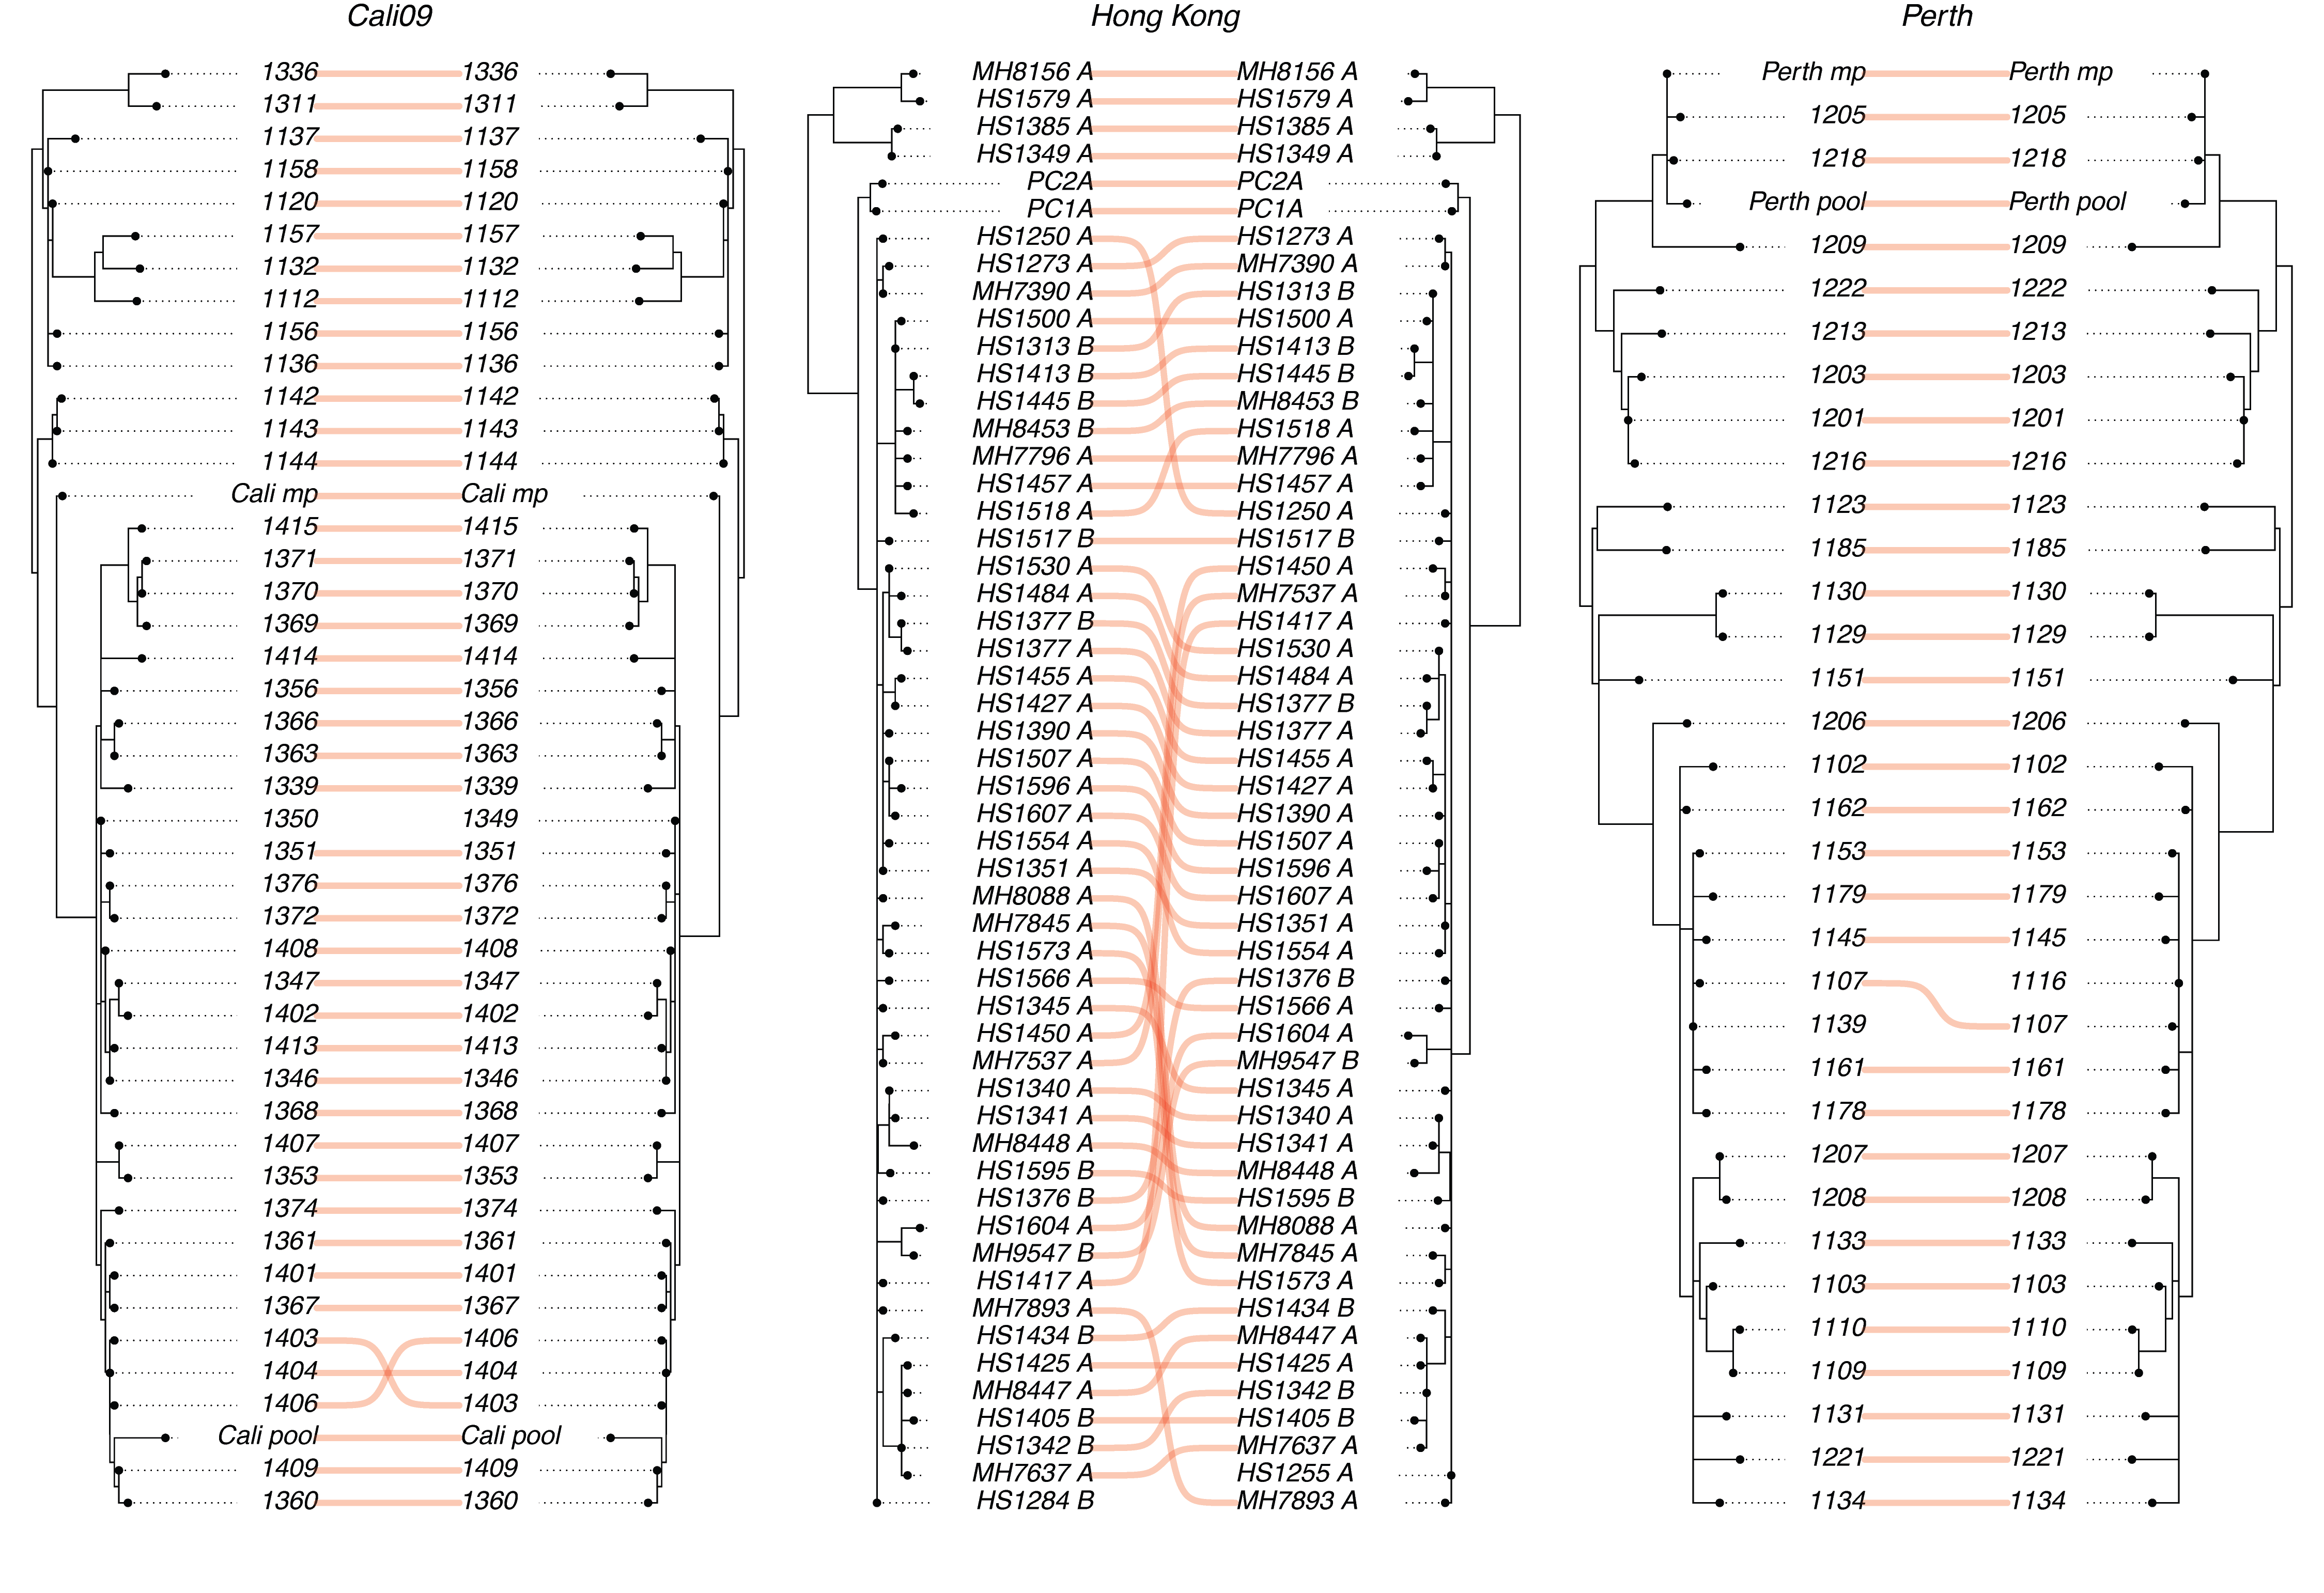 Cali09 Hong Kong Perth
1336 1336
1311 1311
1137 1137
1158 1158
1120 1120
1157 1157
1132 1132
1112 1112
1156 1156
1136 1136
1142 1142
1143 1143
1144 1144
Cali mp Cali mp
1415 1415
1371 1371
1370 1370
1369 1369
1414 1414
1356 1356
1366 1366
1363 1363
1339 1339
1350 1349
1351 1351
1376 1376
1372 1372
1408 1408
1347 1347
1402 1402
1413 1413
1346 1346
1368 1368
1407 1407
1353 1353
1374 1374
1361 1361
1401 1401
1367 1367
1403 1406
1404 1404
1406 1403
Cali pool Cali pool
1409 1409
1360 1360
MH8156 A MH8156 A
HS1579 A HS1579 A
HS1385 A HS1385 A
HS1349 A HS1349 A
PC2A PC2A
PC1A PC1A
HS1250 A HS1273 A
HS1273 A MH7390 A
MH7390 A HS1313 B
HS1500 A HS1500 A
HS1313 B HS1413 B
HS1413 B HS1445 B
HS1445 B MH8453 B
MH8453 B HS1518 A
MH7796 A MH7796 A
HS1457 A HS1457 A
HS1518 A HS1250 A
HS1517 B HS1517 B
HS1530 A HS1450 A
HS1484 A MH7537 A
HS1377 B HS1417 A
HS1377 A HS1530 A
HS1455 A HS1484 A
HS1427 A HS1377 B
HS1390 A HS1377 A
HS1507 A HS1455 A
HS1596 A HS1427 A
HS1607 A HS1390 A
HS1554 A HS1507 A
HS1351 A HS1596 A
MH8088 A HS1607 A
MH7845 A HS1351 A
HS1573 A HS1554 A
HS1566 A HS1376 B
HS1345 A HS1566 A
HS1450 A HS1604 A
MH7537 A MH9547 B
HS1340 A HS1345 A
HS1341 A HS1340 A
MH8448 A HS1341 A
HS1595 B MH8448 A
HS1376 B HS1595 B
HS1604 A MH8088 A
MH9547 B MH7845 A
HS1417 A HS1573 A
MH7893 A HS1434 B
HS1434 B MH8447 A
HS1425 A HS1425 A
MH8447 A HS1342 B
HS1405 B HS1405 B
HS1342 B MH7637 A
MH7637 A HS1255 A
HS1284 B MH7893 A
Perth mp Perth mp
1205 1205
1218 1218
Perth pool Perth pool
1209 1209
1222 1222
1213 1213
1203 1203
1201 1201
1216 1216
1123 1123
1185 1185
1130 1130
1129 1129
1151 1151
1206 1206
1102 1102
1162 1162
1153 1153
1179 1179
1145 1145
1107 1116
1139 1107
1161 1161
1178 1178
1207 1207
1208 1208
1133 1133
1103 1103
1110 1110
1109 1109
1131 1131
1221 1221
1134 1134